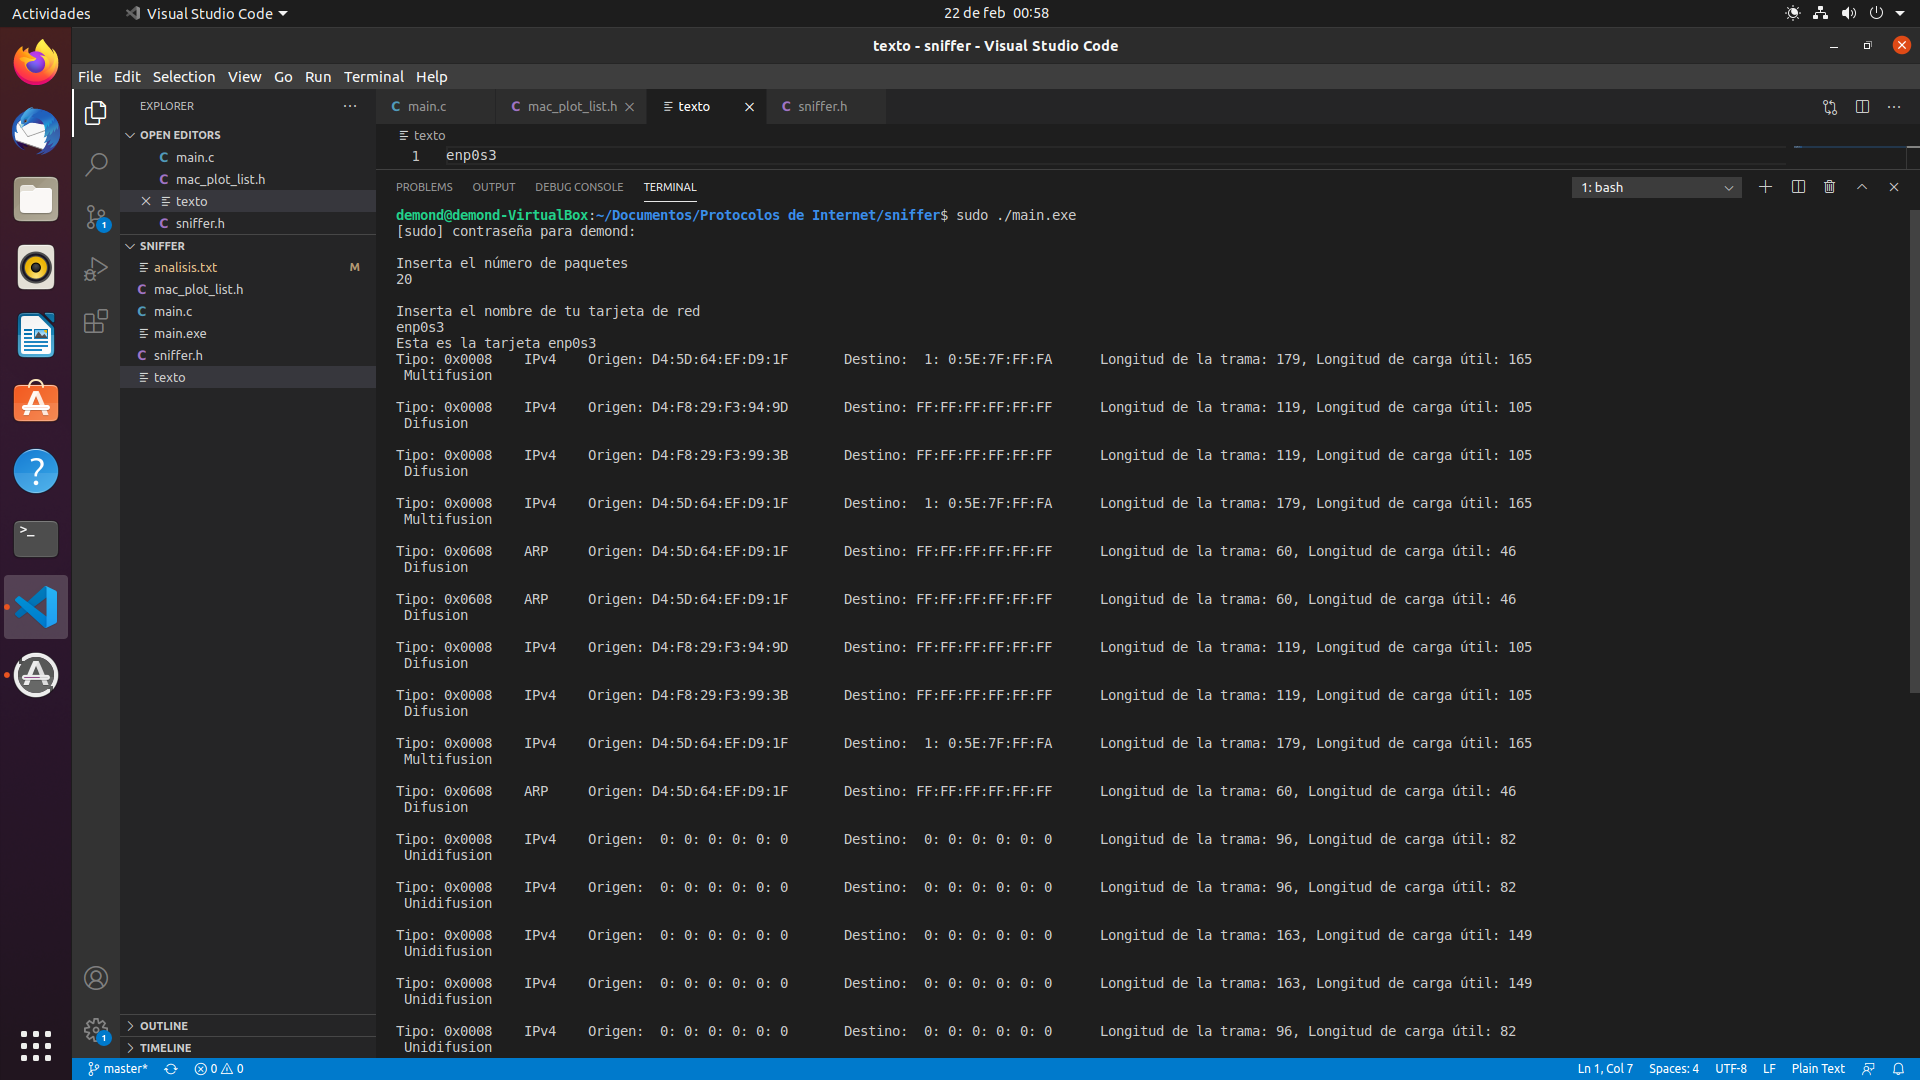 Actividades
Visual Studio Code
22 de feb 00:58
texto - sniffer - Visual Studio Code
File Edit Selection View Go Run Terminal Help
EXPLORER
OPEN EDITORS
C main.c
C mac_plot_list.h
texto
C sniffer.h
SNIFFER
analisis.txt M
C mac_plot_list.h
C main.c
main.exe
C sniffer.h
texto
OUTLINE
TIMELINE
C main.c
C mac_plot_list.h
texto
C sniffer.h
texto
1 enp0s3
PROBLEMS OUTPUT DEBUG CONSOLE TERMINAL
1: bash
demond@demond-VirtualBox:~/Documentos/Protocolos de Internet/sniffer$ sudo ./main.exe
[sudo] contraseña para demond:
Inserta el número de paquetes
20
Inserta el nombre de tu tarjeta de red
enp0s3
Esta es la tarjeta enp0s3
Tipo: 0x0008 IPv4 Origen: D4:5D:64:EF:D9:1F Destino: 1: 0:5E:7F:FF:FA Longitud de la trama: 179, Longitud de carga útil: 165
Multifusion
Tipo: 0x0008 IPv4 Origen: D4:F8:29:F3:94:9D Destino: FF:FF:FF:FF:FF:FF Longitud de la trama: 119, Longitud de carga útil: 105
Difusion
Tipo: 0x0008 IPv4 Origen: D4:F8:29:F3:99:3B Destino: FF:FF:FF:FF:FF:FF Longitud de la trama: 119, Longitud de carga útil: 105
Difusion
Tipo: 0x0008 IPv4 Origen: D4:5D:64:EF:D9:1F Destino: 1: 0:5E:7F:FF:FA Longitud de la trama: 179, Longitud de carga útil: 165
Multifusion
Tipo: 0x0608 ARP Origen: D4:5D:64:EF:D9:1F Destino: FF:FF:FF:FF:FF:FF Longitud de la trama: 60, Longitud de carga útil: 46
Difusion
Tipo: 0x0608 ARP Origen: D4:5D:64:EF:D9:1F Destino: FF:FF:FF:FF:FF:FF Longitud de la trama: 60, Longitud de carga útil: 46
Difusion
Tipo: 0x0008 IPv4 Origen: D4:F8:29:F3:94:9D Destino: FF:FF:FF:FF:FF:FF Longitud de la trama: 119, Longitud de carga útil: 105
Difusion
Tipo: 0x0008 IPv4 Origen: D4:F8:29:F3:99:3B Destino: FF:FF:FF:FF:FF:FF Longitud de la trama: 119, Longitud de carga útil: 105
Difusion
Tipo: 0x0008 IPv4 Origen: D4:5D:64:EF:D9:1F Destino: 1: 0:5E:7F:FF:FA Longitud de la trama: 179, Longitud de carga útil: 165
Multifusion
Tipo: 0x0608 ARP Origen: D4:5D:64:EF:D9:1F Destino: FF:FF:FF:FF:FF:FF Longitud de la trama: 60, Longitud de carga útil: 46
Difusion
Tipo: 0x0008 IPv4 Origen: 0: 0: 0: 0: 0: 0 Destino: 0: 0: 0: 0: 0: 0 Longitud de la trama: 96, Longitud de carga útil: 82
Unidifusion
Tipo: 0x0008 IPv4 Origen: 0: 0: 0: 0: 0: 0 Destino: 0: 0: 0: 0: 0: 0 Longitud de la trama: 96, Longitud de carga útil: 82
Unidifusion
Tipo: 0x0008 IPv4 Origen: 0: 0: 0: 0: 0: 0 Destino: 0: 0: 0: 0: 0: 0 Longitud de la trama: 163, Longitud de carga útil: 149
Unidifusion
Tipo: 0x0008 IPv4 Origen: 0: 0: 0: 0: 0: 0 Destino: 0: 0: 0: 0: 0: 0 Longitud de la trama: 163, Longitud de carga útil: 149
Unidifusion
Tipo: 0x0008 IPv4 Origen: 0: 0: 0: 0: 0: 0 Destino: 0: 0: 0: 0: 0: 0 Longitud de la trama: 96, Longitud de carga útil: 82
Unidifusion
master* 0 0
Ln 1, Col 7 Spaces: 4 UTF-8 LF Plain Text